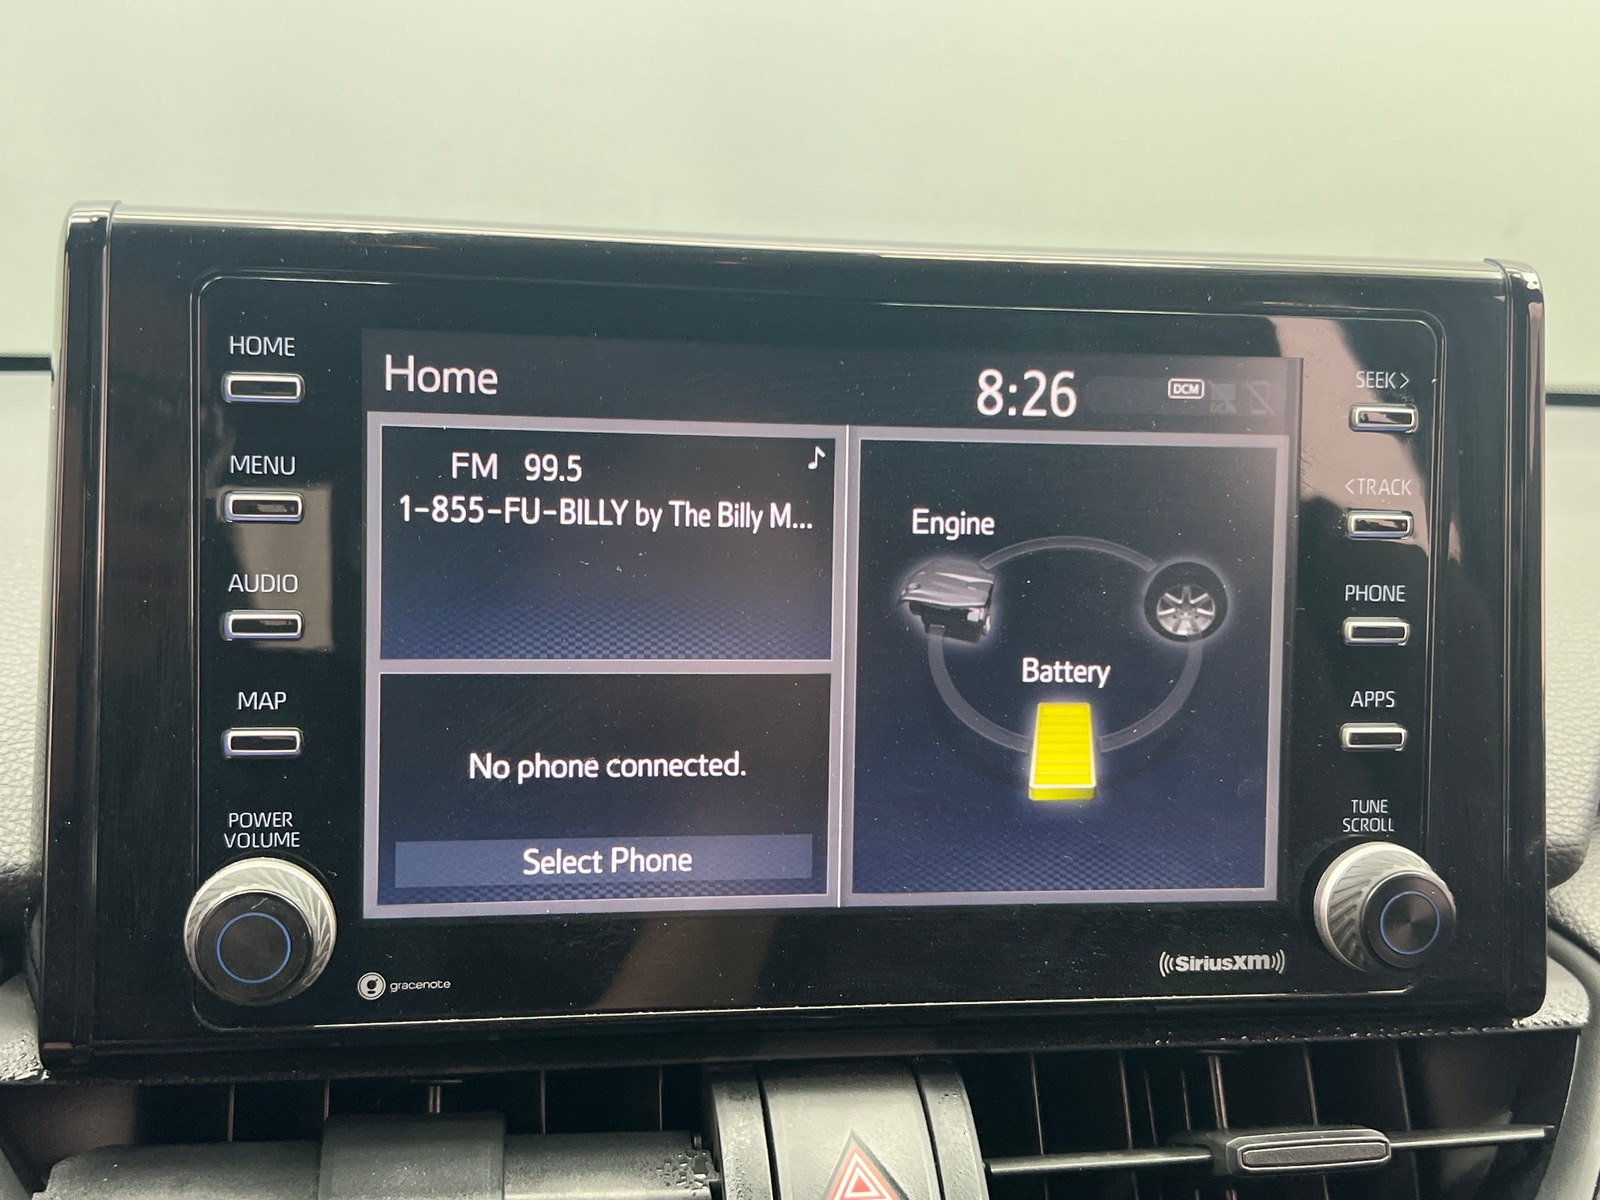 HOME
MENU
AUDIO
MAP
POWER
VOLUME
Home
8:26
DCM
FM 99.5
1-855-FU-BILLY by The Billy M...
No phone connected.
Select Phone
Engine
Battery
SEEK>
<TRACK
PHONE
APPS
TUNE
SCROLL
gracenote
SiriusXM